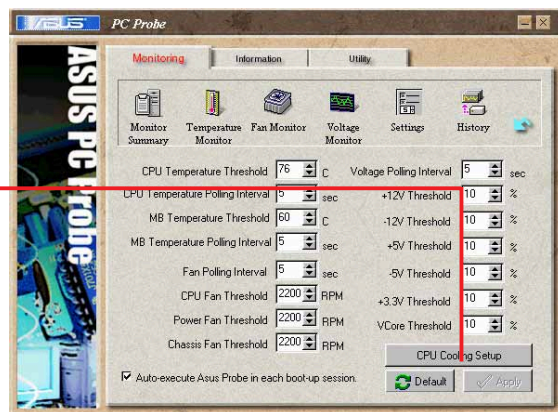 ASUS PC Probe
ASUS PC Probe
Monitoring Information Utility
Monitor Summary
Temperature Monitor
Fan Monitor
Voltage Monitor
Settings
History
CPU Temperature Threshold 76 C
CPU Temperature Polling Interval 5 sec
MB Temperature Threshold 60 C
MB Temperature Polling Interval 5 sec
Fan Polling Interval 5 sec
CPU Fan Threshold 2200 RPM
Power Fan Threshold 2200 RPM
Chassis Fan Threshold 2200 RPM
Voltage Polling Interval 5 sec
+12V Threshold 10 %
-12V Threshold 10 %
+5V Threshold 10 %
-5V Threshold 10 %
+3.3V Threshold 10 %
VCore Threshold 10 %
CPU Cooling Setup
Auto-execute Asus Probe in each boot-up session.
Default
Apply